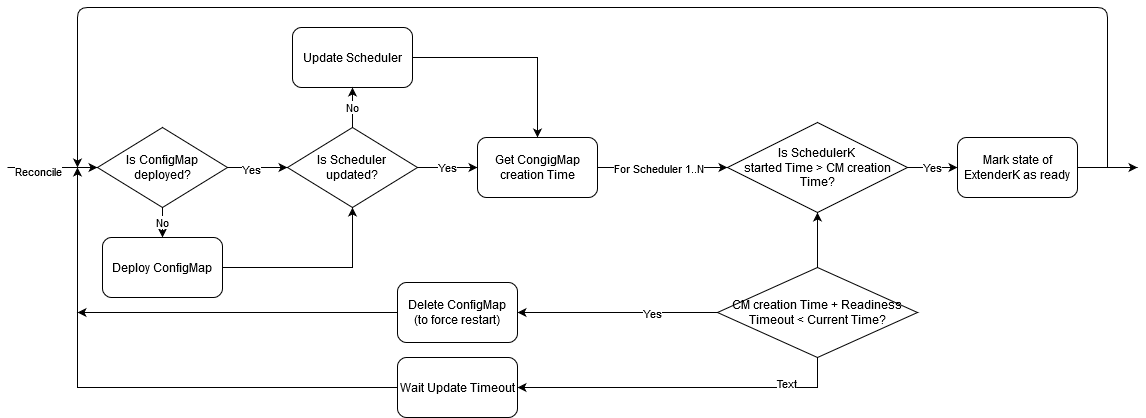 Update Scheduler
No
Reconcile
Is ConfigMap
deployed?
Yes
Is Scheduler
updated?
Yes
Get CongigMap
creation Time
For Scheduler 1..N
Is SchedulerK
started Time > CM creation
Time?
Yes
Mark state of
ExtenderK as ready
No
Deploy ConfigMap
Delete ConfigMap
(to force restart)
Yes
CM creation Time + Readiness
Timeout < Current Time?
Wait Update Timeout
Text